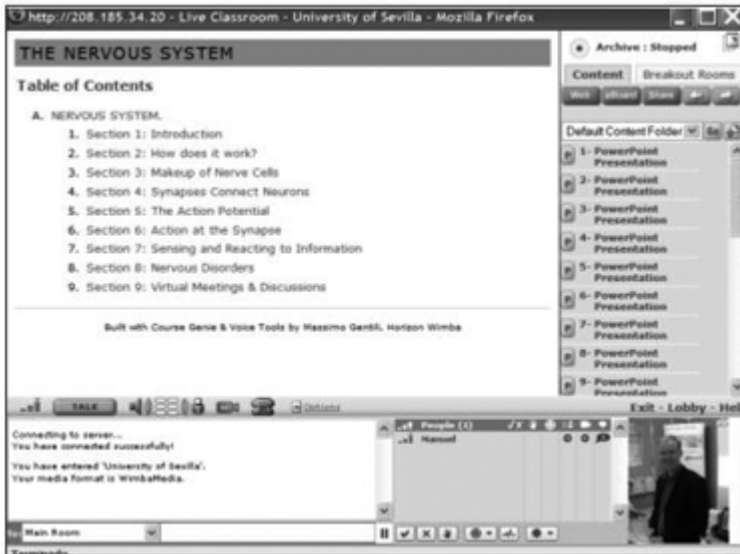 http://208.185.34.20 - Live Classroom - University of Sevilla - Mozilla Firefox
THE NERVOUS SYSTEM
Table of Contents
A. NERVOUS SYSTEM.
1. Section 1: Introduction
2. Section 2: How does it work?
3. Section 3: Makeup of Nerve Cells
4. Section 4: Synapses Connect Neurons
5. Section 5: The Action Potential
6. Section 6: Action at the Synapse
7. Section 7: Sensing and Reacting to Information
8. Section 8: Nervous Disorders
9. Section 9: Virtual Meetings & Discussions
Built with Course Genie & Voice Tools by Massimo Gentili, Horizon Wimba
Archive : Stopped
Content Breakout Rooms
Web eBoard Share
Default Content Folder Go
1- PowerPoint
Presentation
2- PowerPoint
Presentation
3- PowerPoint
Presentation
4- PowerPoint
Presentation
5- PowerPoint
Presentation
6- PowerPoint
Presentation
7- PowerPoint
Presentation
8- PowerPoint
Presentation
9- PowerPoint
Presentation
TALK Options
Exit - Lobby - Hel
Connecting to server...
You have connected successfully!
You have entered 'University of Sevilla'.
Your media format is WimbaMedia.
People (1)
Manuel
To: Main Room
Terminado